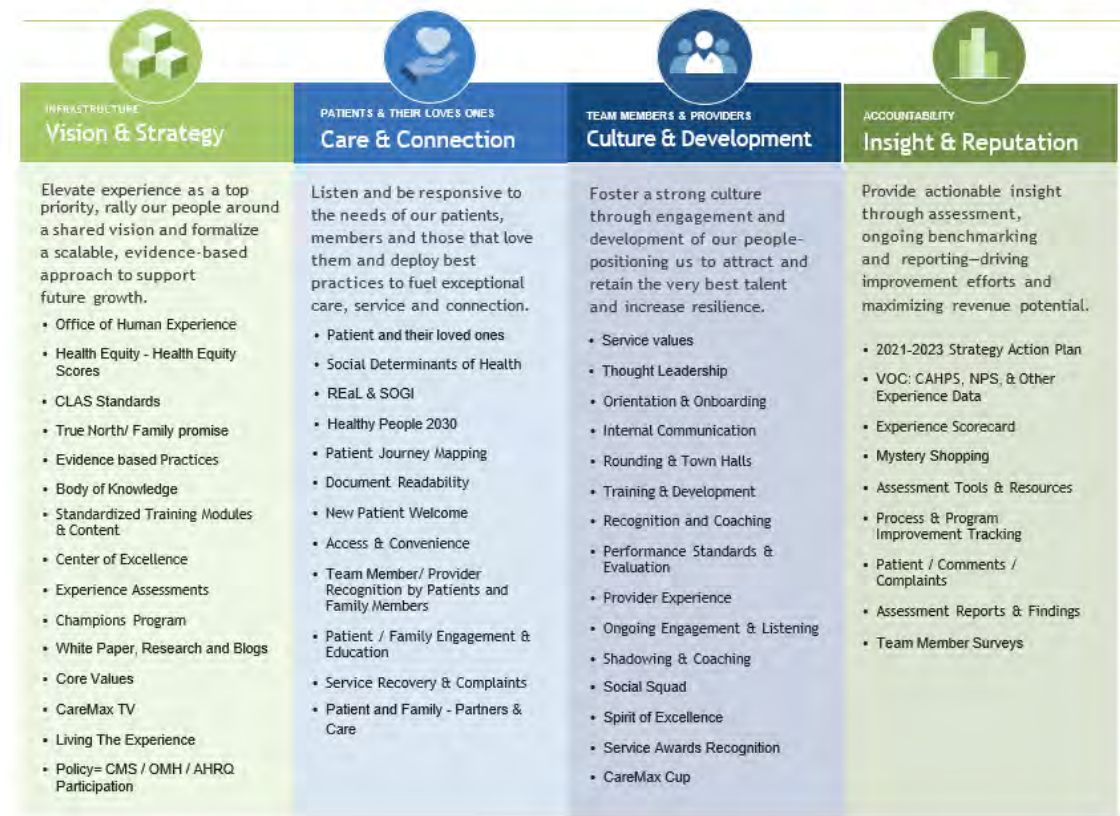 INFRASTRUCTURE
Vision & Strategy
Elevate experience as a top
priority, rally our people around
a shared vision and formalize
a scalable, evidence-based
approach to support
future growth.
• Office of Human Experience
• Health Equity - Health Equity
Scores
• CLAS Standards
• True North/ Family promise
• Evidence based Practices
• Body of Knowledge
• Standardized Training Modules
& Content
• Center of Excellence
• Experience Assessments
• Champions Program
• White Paper, Research and Blogs
• Core Values
• CareMax TV
• Living The Experience
• Policy= CMS / OMH / AHRQ
Participation
PATIENTS & THEIR LOVES ONES
Care & Connection
Listen and be responsive to
the needs of our patients,
members and those that love
them and deploy best
practices to fuel exceptional
care, service and connection.
• Patient and their loved ones
• Social Determinants of Health
• REaL & SOGI
• Healthy People 2030
• Patient Journey Mapping
• Document Readability
• New Patient Welcome
• Access & Convenience
• Team Member/ Provider
Recognition by Patients and
Family Members
• Patient / Family Engagement &
Education
• Service Recovery & Complaints
• Patient and Family - Partners &
Care
TEAM MEMBERS & PROVIDERS
Culture & Development
Foster a strong culture
through engagement and
development of our people-
positioning us to attract and
retain the very best talent
and increase resilience.
• Service values
• Thought Leadership
• Orientation & Onboarding
• Internal Communication
• Rounding & Town Halls
• Training & Development
• Recognition and Coaching
• Performance Standards &
Evaluation
• Provider Experience
• Ongoing Engagement & Listening
• Shadowing & Coaching
• Social Squad
• Spirit of Excellence
• Service Awards Recognition
• CareMax Cup
ACCOUNTABILITY
Insight & Reputation
Provide actionable insight
through assessment,
ongoing benchmarking
and reporting—driving
improvement efforts and
maximizing revenue potential.
• 2021-2023 Strategy Action Plan
• VOC: CAHPS, NPS, & Other
Experience Data
• Experience Scorecard
• Mystery Shopping
• Assessment Tools & Resources
• Process & Program
Improvement Tracking
• Patient / Comments /
Complaints
• Assessment Reports & Findings
• Team Member Surveys